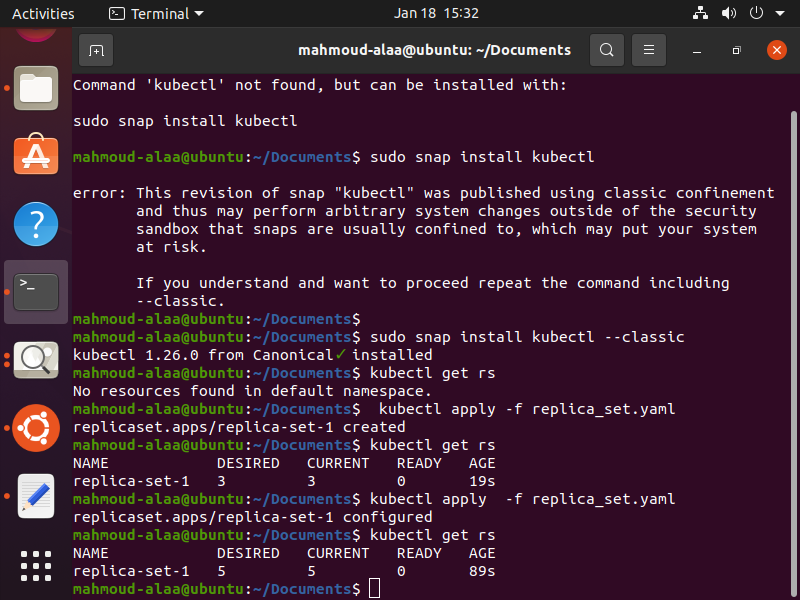 Activities Terminal Jan 18 15:32
mahmoud-alaa@ubuntu: ~/Documents
Command 'kubectl' not found, but can be installed with:
sudo snap install kubectl
mahmoud-alaa@ubuntu:~/Documents$ sudo snap install kubectl
error: This revision of snap "kubectl" was published using classic confinement
and thus may perform arbitrary system changes outside of the security
sandbox that snaps are usually confined to, which may put your system
at risk.
If you understand and want to proceed repeat the command including
--classic.
mahmoud-alaa@ubuntu:~/Documents$
mahmoud-alaa@ubuntu:~/Documents$ sudo snap install kubectl --classic
kubectl 1.26.0 from Canonical✓ installed
mahmoud-alaa@ubuntu:~/Documents$ kubectl get rs
No resources found in default namespace.
mahmoud-alaa@ubuntu:~/Documents$  kubectl apply -f replica_set.yaml
replicaset.apps/replica-set-1 created
mahmoud-alaa@ubuntu:~/Documents$ kubectl get rs
NAME            DESIRED   CURRENT   READY   AGE
replica-set-1   3         3         0       19s
mahmoud-alaa@ubuntu:~/Documents$ kubectl apply  -f replica_set.yaml
replicaset.apps/replica-set-1 configured
mahmoud-alaa@ubuntu:~/Documents$ kubectl get rs
NAME            DESIRED   CURRENT   READY   AGE
replica-set-1   5         5         0       89s
mahmoud-alaa@ubuntu:~/Documents$